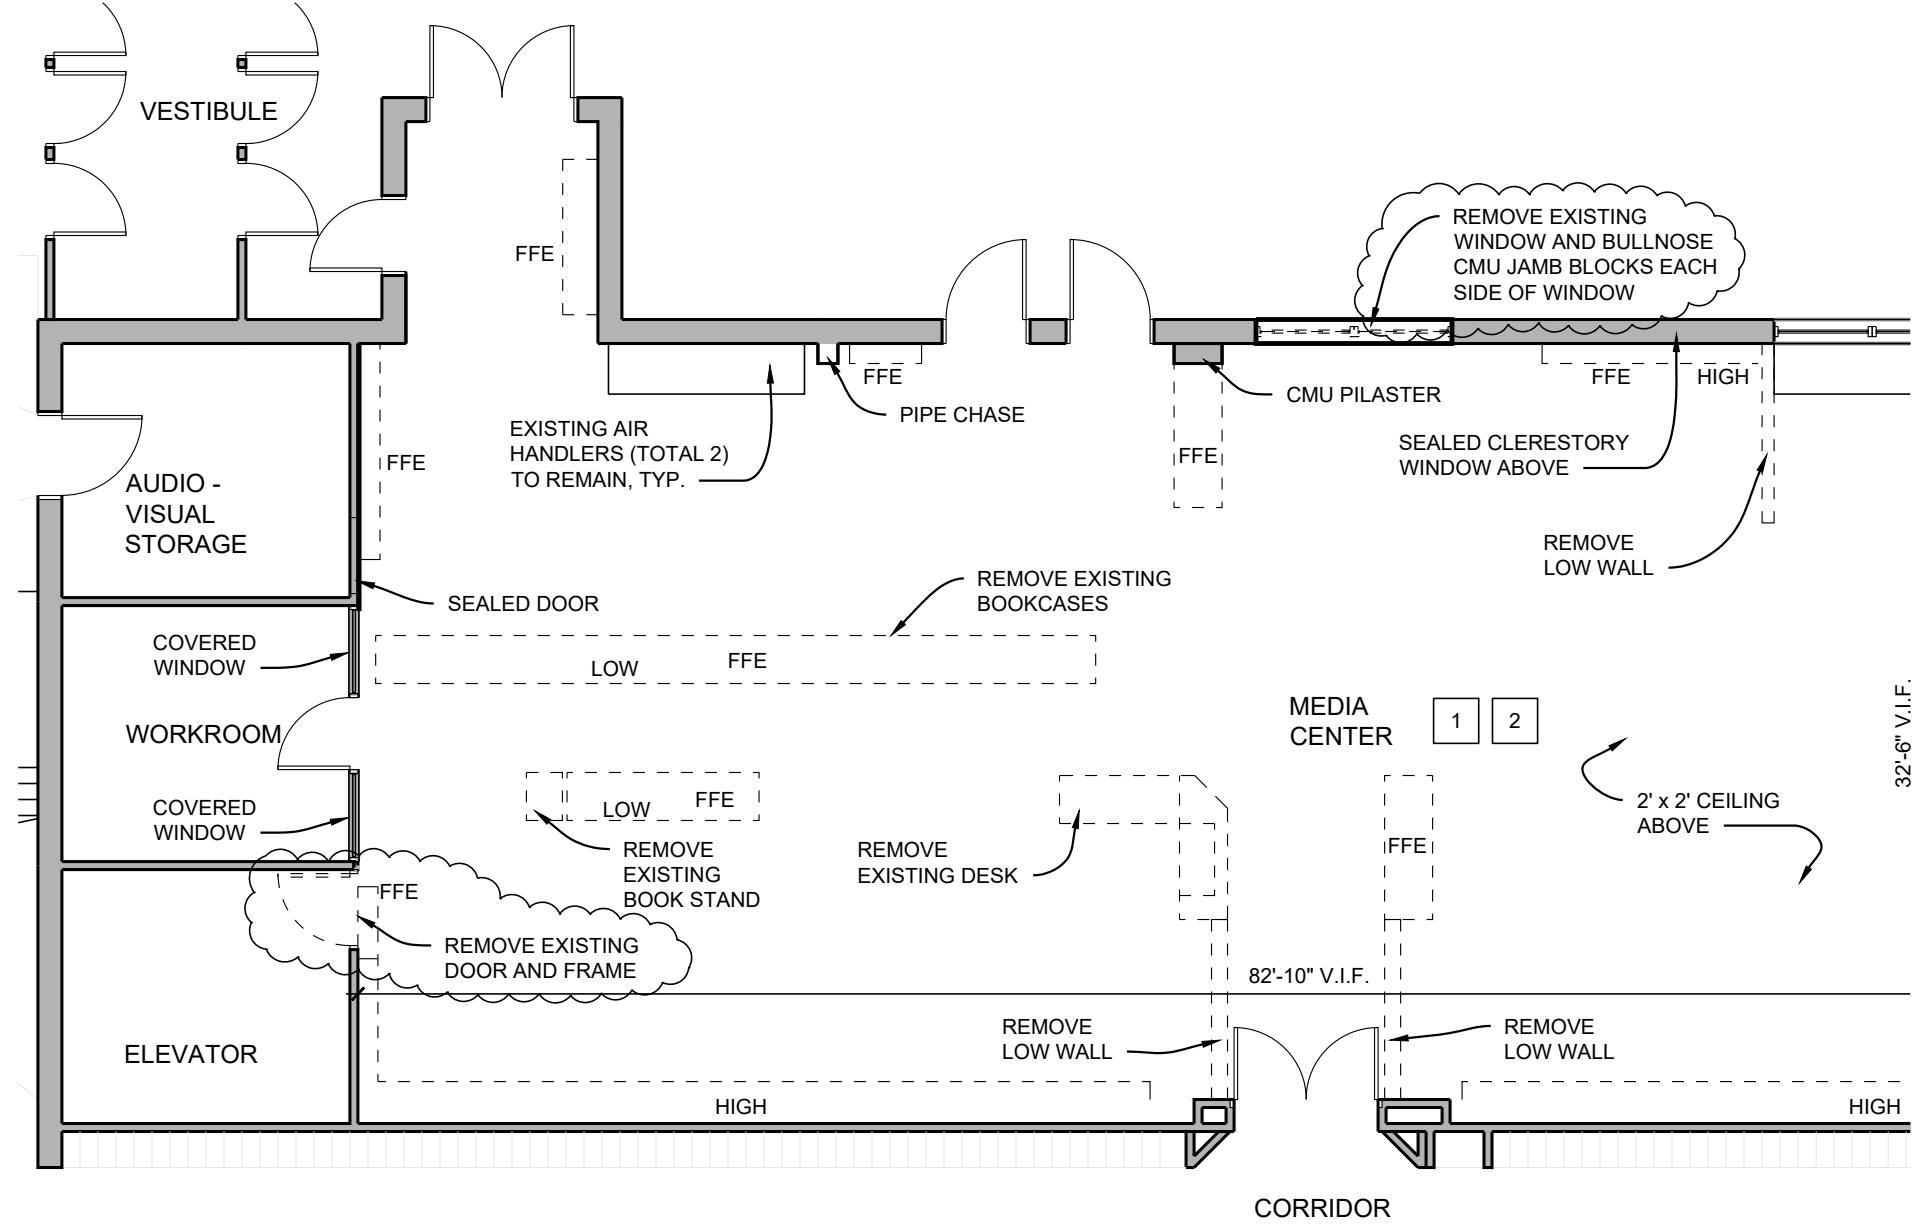 VESTIBULE
REMOVE EXISTING
WINDOW AND BULLNOSE
CMU JAMB BLOCKS EACH
SIDE OF WINDOW
FFE
FFE
FFE
HIGH
CMU PILASTER
PIPE CHASE
EXISTING AIR
HANDLERS (TOTAL 2)
TO REMAIN, TYP.
SEALED CLERESTORY
WINDOW ABOVE
FFE
FFE
AUDIO -
VISUAL
STORAGE
REMOVE
LOW WALL
REMOVE EXISTING
BOOKCASES
SEALED DOOR
COVERED
WINDOW
LOW
FFE
MEDIA
CENTER
1
2
32'-6" V.I.F.
WORKROOM
COVERED
WINDOW
LOW
FFE
2' x 2' CEILING
ABOVE
REMOVE
EXISTING
BOOK STAND
REMOVE
EXISTING DESK
FFE
FFE
REMOVE EXISTING
DOOR AND FRAME
82'-10" V.I.F.
REMOVE
LOW WALL
REMOVE
LOW WALL
ELEVATOR
HIGH
HIGH
CORRIDOR